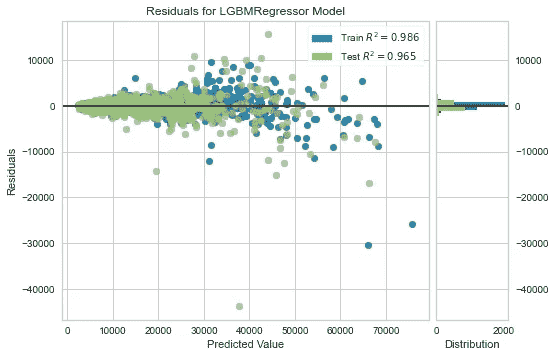 Residuals for LGBMRegressor Model
Train R² = 0.986
Test R² = 0.965
Residuals
10000
0
−10000
−20000
−30000
−40000
10000
0
−10000
−20000
−30000
−40000
0 10000 20000 30000 40000 50000 60000 70000
0 2000
Predicted Value
Distribution